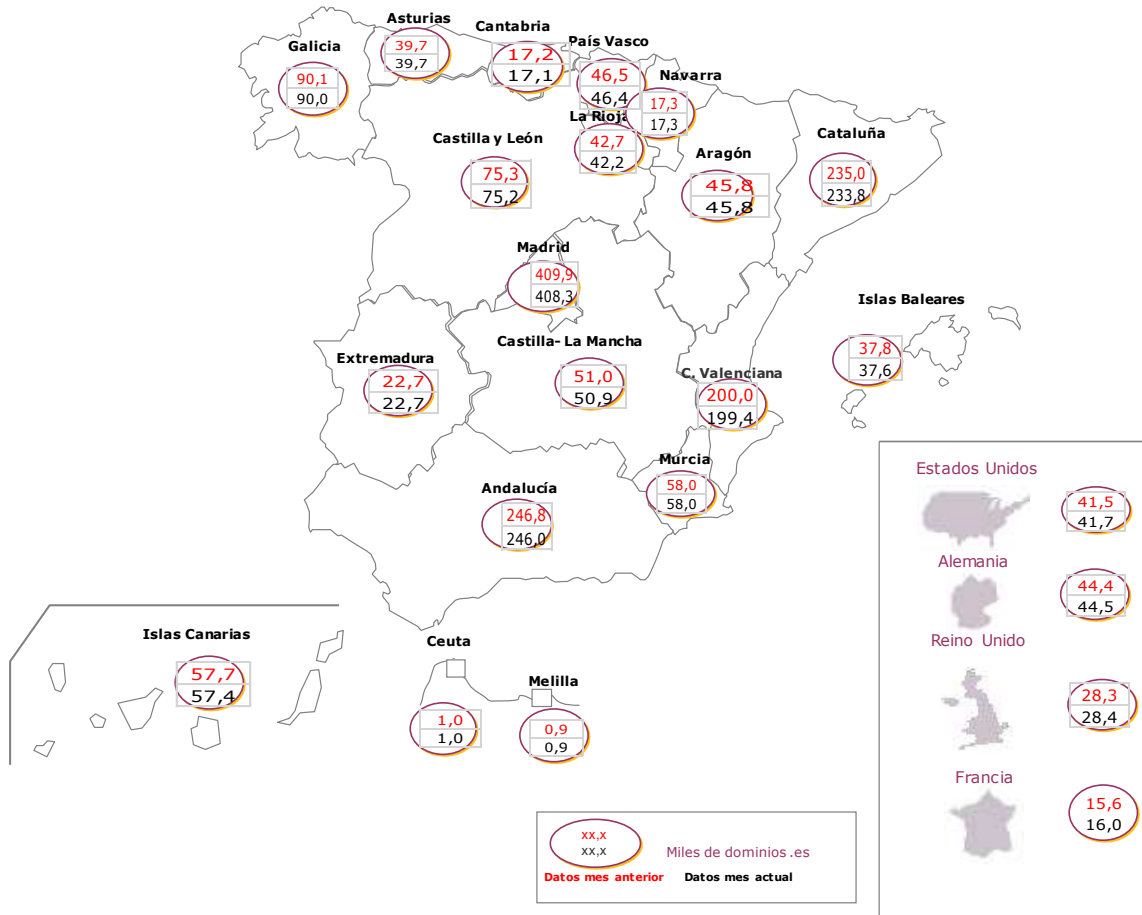 Asturias
39,7
39,7
Cantabria
17,2
17,1
Galicia
90,1
90,0
País Vasco
46,5
46,4
Navarra
17,3
17,3
La Rioja
42,7
42,2
Castilla y León
75,3
75,2
Aragón
45,8
45,8
Cataluña
235,0
233,8
Madrid
409,9
408,3
Islas Baleares
37,8
37,6
Castilla- La Mancha
51,0
50,9
Extremadura
22,7
22,7
C. Valenciana
200,0
199,4
Murcia
58,0
58,0
Andalucía
246,8
246,0
Islas Canarias
57,7
57,4
Ceuta
1,0
1,0
Melilla
0,9
0,9
Estados Unidos
41,5
41,7
Alemania
44,4
44,5
Reino Unido
28,3
28,4
Francia
15,6
16,0
xx,x
xx,x
Miles de dominios .es
Datos mes anterior Datos mes actual